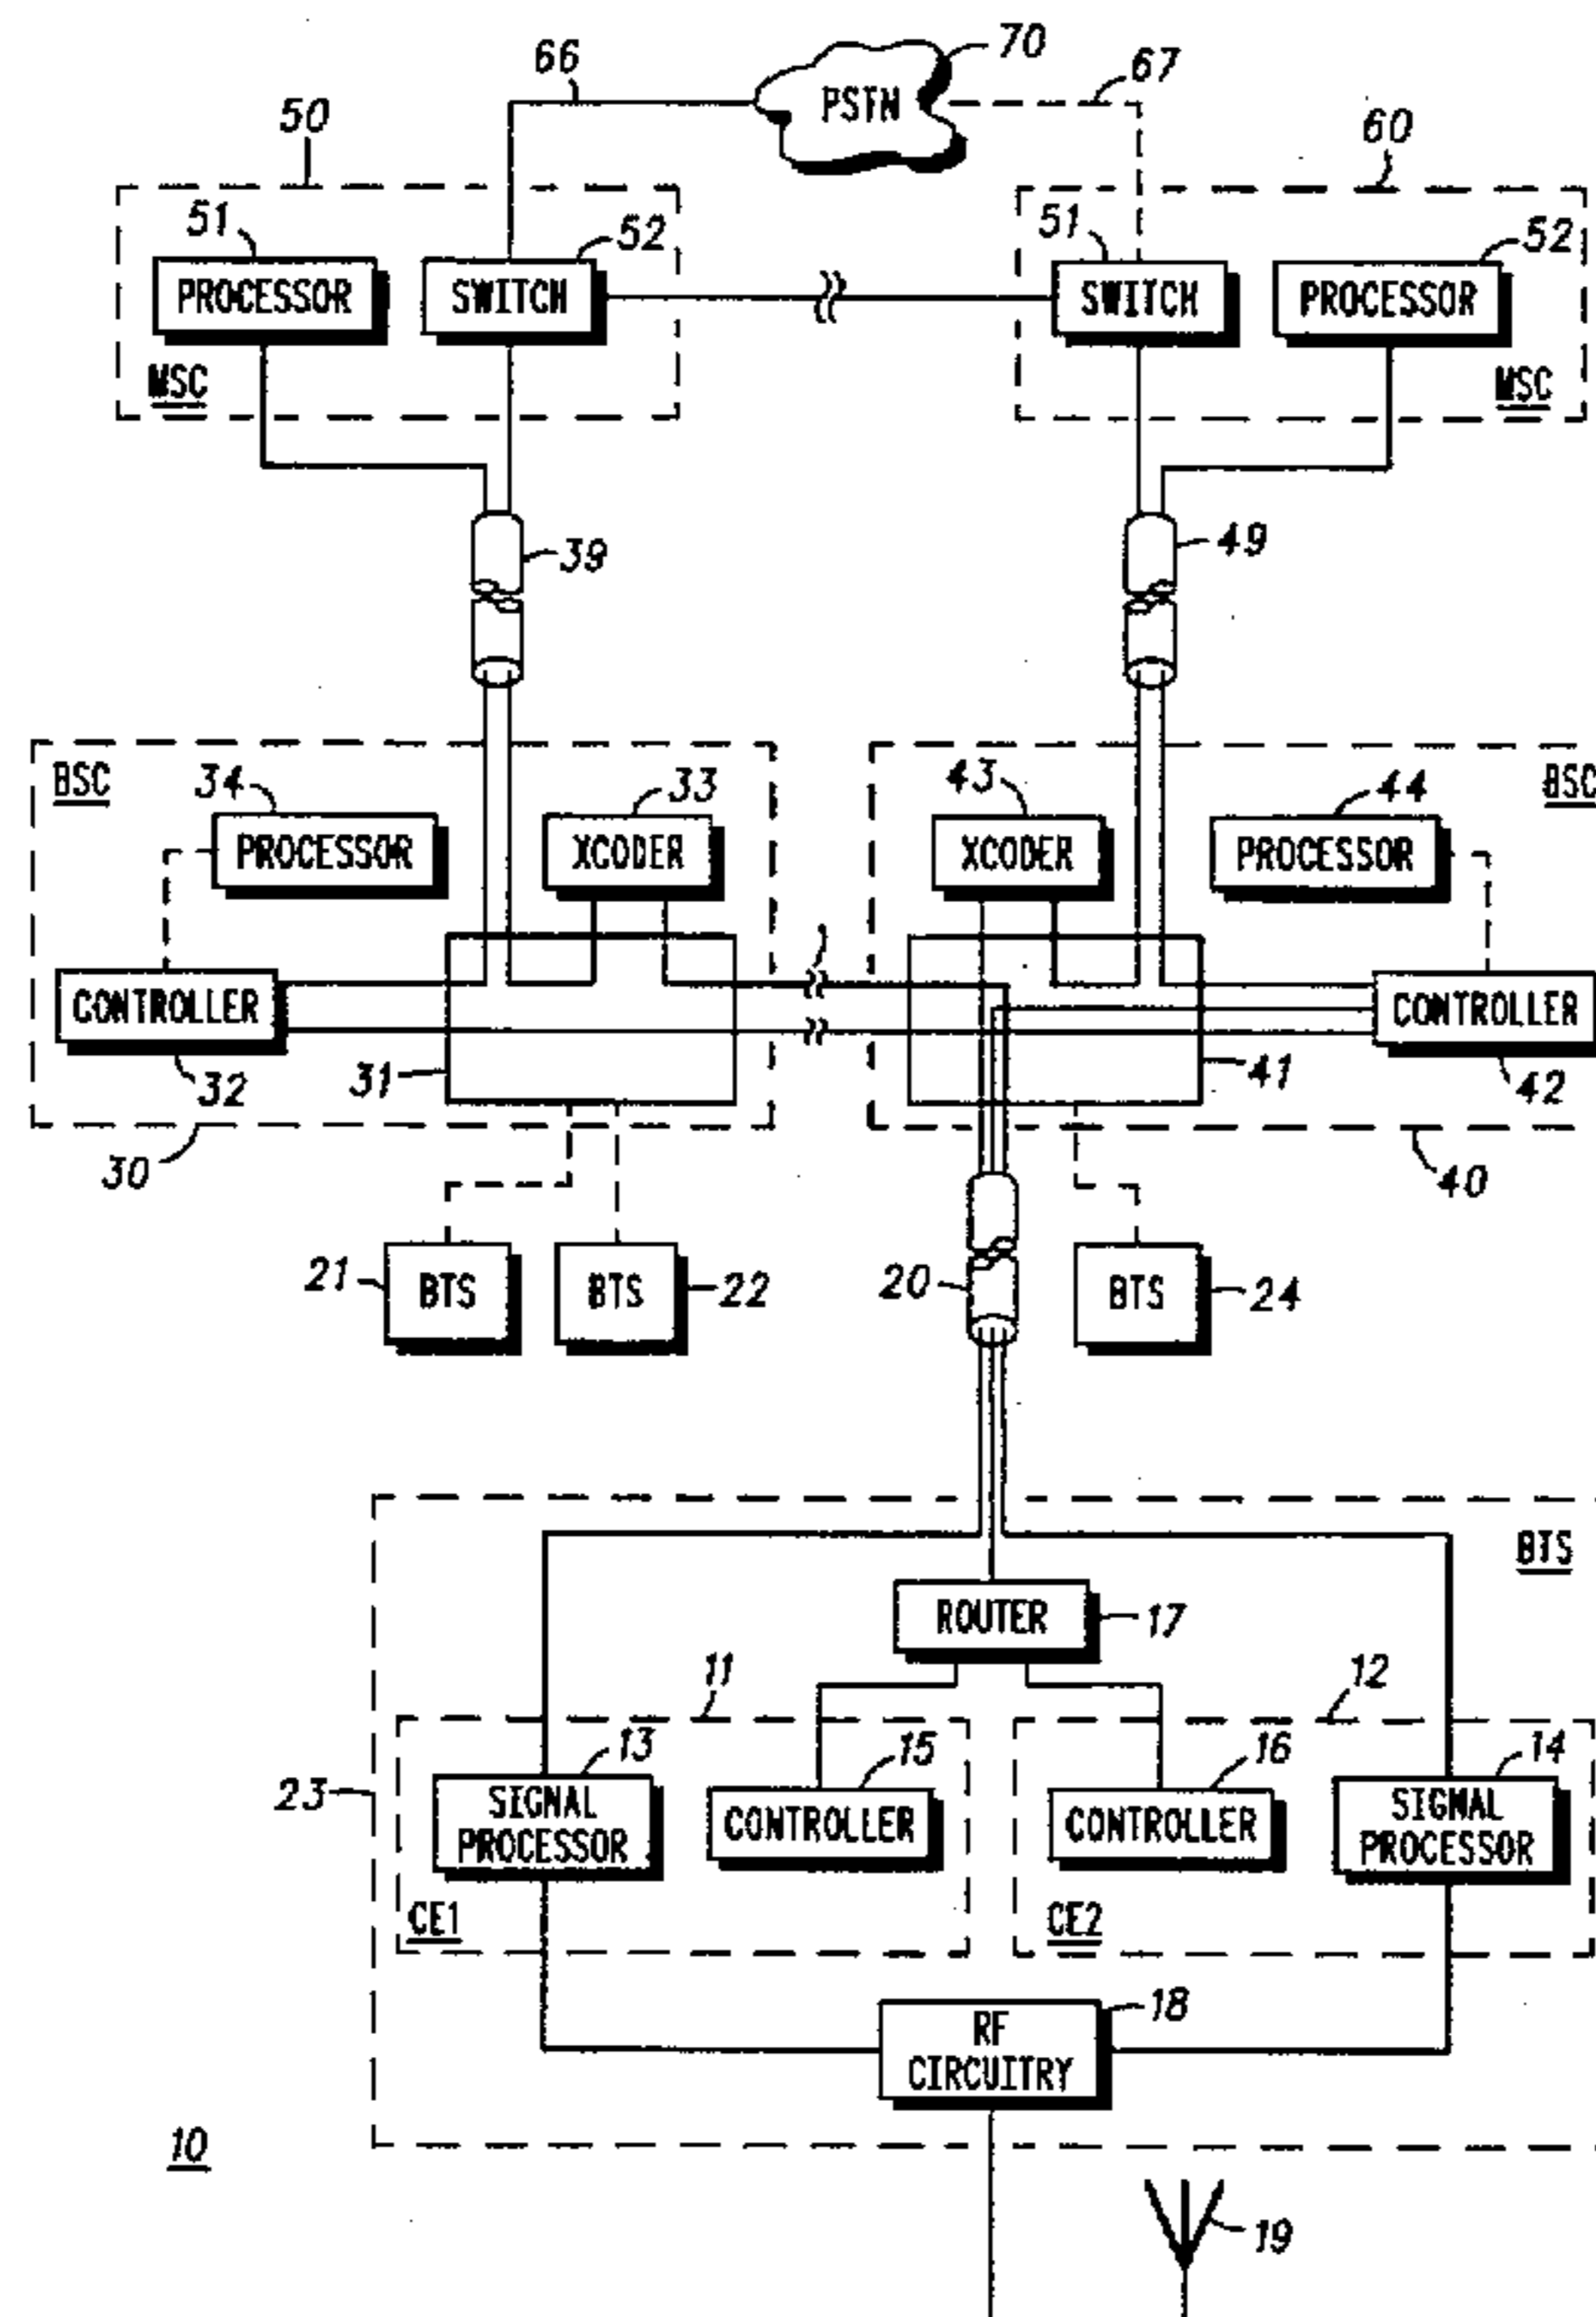 66
70
67
PSTN
50
60
51
52
51
52
PROCESSOR
SWITCH
SWITCH
PROCESSOR
MSC
MSC
39
49
BSC
34
33
43
44
BSC
PROCESSOR
XCODER
XCODER
PROCESSOR
CONTROLLER
CONTROLLER
32
31
41
42
30
40
21
BTS
BTS
22
20
BTS
24
BTS
ROUTER
17
11
12
23
13
15
16
14
SIGNAL
PROCESSOR
CONTROLLER
CONTROLLER
SIGNAL
PROCESSOR
CE1
CE2
RF
CIRCUITRY
18
10
19